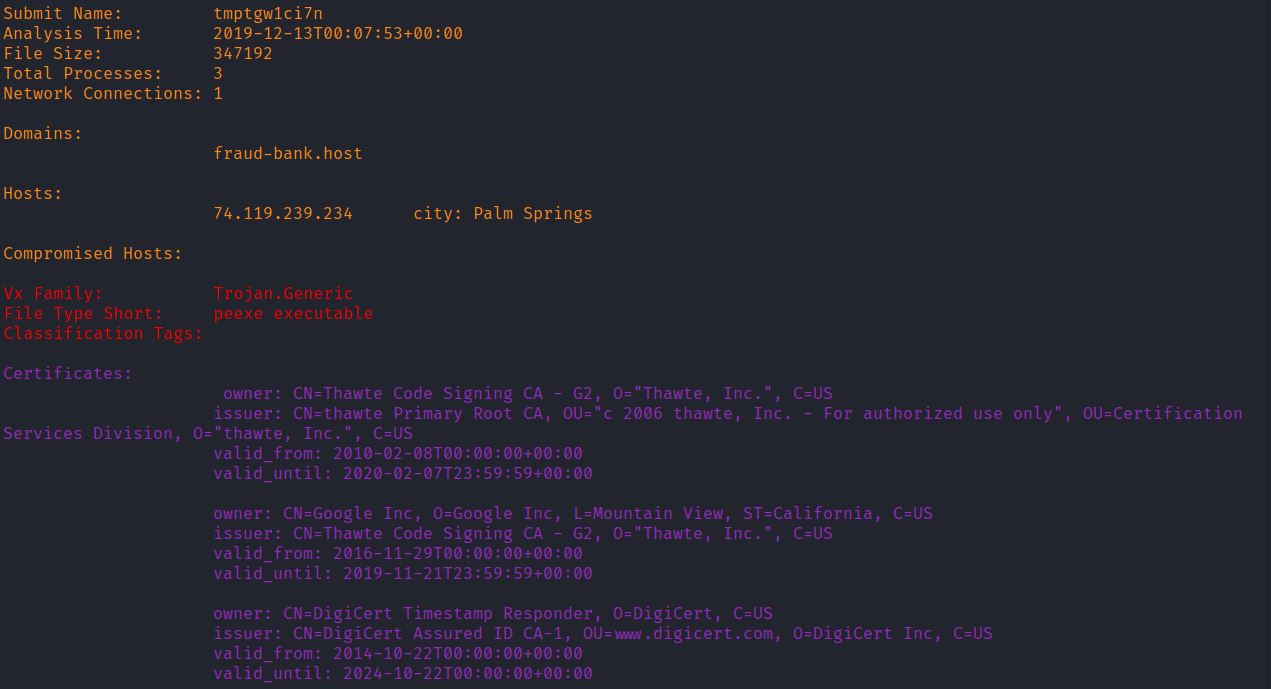 Submit Name: tmptgw1ci7n
Analysis Time: 2019-12-13T00:07:53+00:00
File Size: 347192
Total Processes: 3
Network Connections: 1
Domains:
fraud-bank.host
Hosts:
74.119.239.234 city: Palm Springs
Compromised Hosts:
Vx Family: Trojan.Generic
File Type Short: peexe executable
Classification Tags:
Certificates:
owner: CN=Thawte Code Signing CA - G2, O="Thawte, Inc.", C=US
issuer: CN=thawte Primary Root CA, OU="c 2006 thawte, Inc. - For authorized use only", OU=Certification
Services Division, O="thawte, Inc.", C=US
valid_from: 2010-02-08T00:00:00+00:00
valid_until: 2020-02-07T23:59:59+00:00
owner: CN=Google Inc, O=Google Inc, L=Mountain View, ST=California, C=US
issuer: CN=Thawte Code Signing CA - G2, O="Thawte, Inc.", C=US
valid_from: 2016-11-29T00:00:00+00:00
valid_until: 2019-11-21T23:59:59+00:00
owner: CN=DigiCert Timestamp Responder, O=DigiCert, C=US
issuer: CN=DigiCert Assured ID CA-1, OU=www.digicert.com, O=DigiCert Inc, C=US
valid_from: 2014-10-22T00:00:00+00:00
valid_until: 2024-10-22T00:00:00+00:00